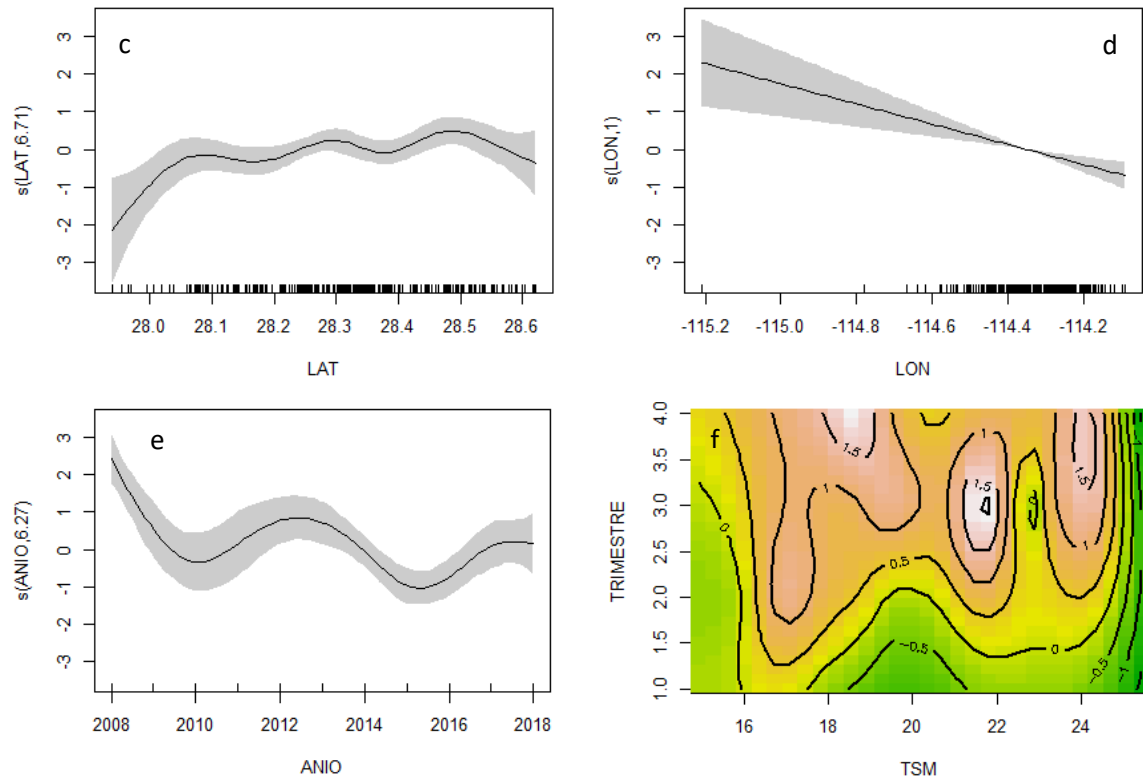 c
s(LAT,6.71)
3
2
1
0
-1
-2
-3
28.0 28.1 28.2 28.3 28.4 28.5 28.6
LAT
d
s(LON,1)
3
2
1
0
-1
-2
-3
-115.2 -115.0 -114.8 -114.6 -114.4 -114.2
LON
e
s(ANIO,6.27)
3
2
1
0
-1
-2
-3
2008 2010 2012 2014 2016 2018
ANIO
f
TRIMESTRE
4.0
3.5
3.0
2.5
2.0
1.5
1.0
1.5 1 1.5 1.5
0 1 0 1
0.5
0
-0.5 -0.5 -1
16 18 20 22 24
TSM